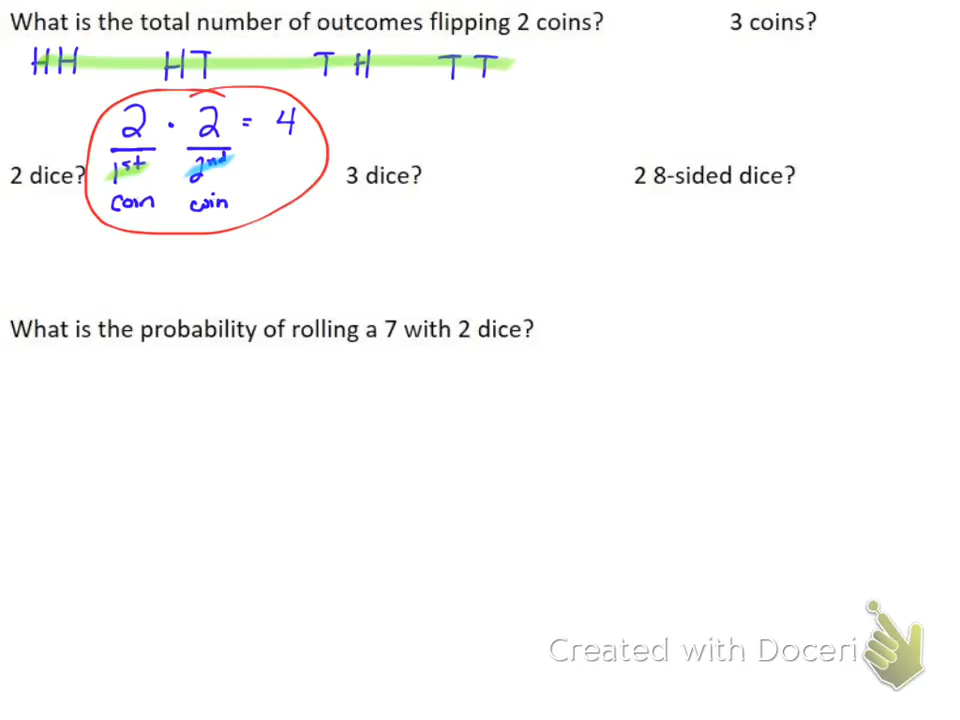 What is the total number of outcomes flipping 2 coins? 3 coins?
HH HT TH TT
2 · 2 = 4
2 dice? 1st 2nd 3 dice? 2 8-sided dice?
coin coin
What is the probability of rolling a 7 with 2 dice?
Created with Doceri